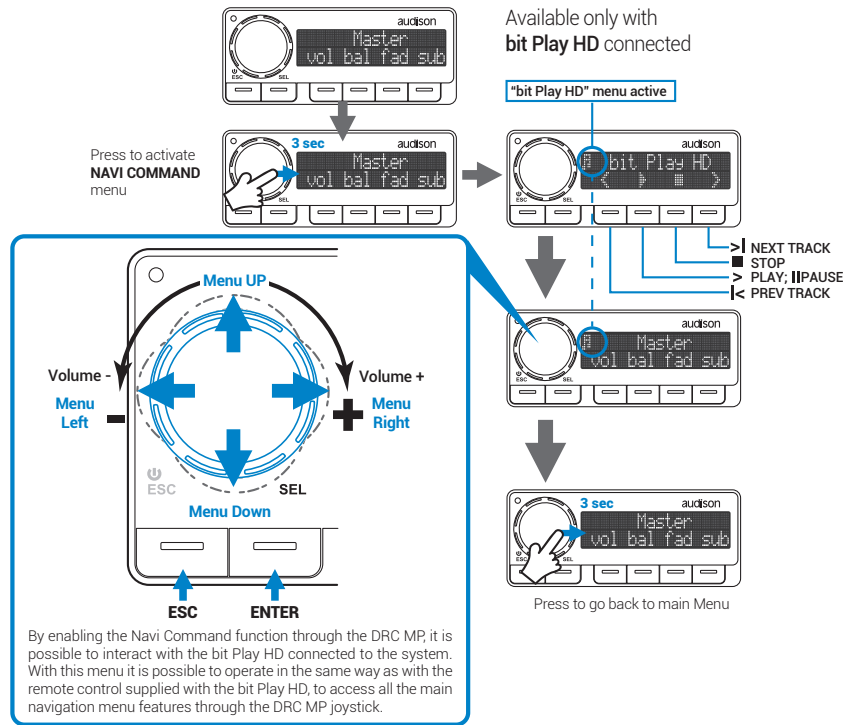 audison
Master
vol bal fad sub
ESC
SEL
Available only with
bit Play HD connected
"bit Play HD" menu active
Press to activate
NAVI COMMAND
menu
3 sec
audison
Master
vol bal fad sub
audison
bit Play HD
ESC
SEL
>| NEXT TRACK
■ STOP
> PLAY; ||PAUSE
|< PREV TRACK
Menu UP
Volume -
Menu
Left
-
Volume +
Menu
Right
+
ESC
SEL
Menu Down
ESC
ENTER
By enabling the Navi Command function through the DRC MP, it is
possible to interact with the bit Play HD connected to the system.
With this menu it is possible to operate in the same way as with the
remote control supplied with the bit Play HD, to access all the main
navigation menu features through the DRC MP joystick.
audison
Master
vol bal fad sub
ESC
SEL
3 sec
audison
Master
vol bal fad sub
Press to go back to main Menu